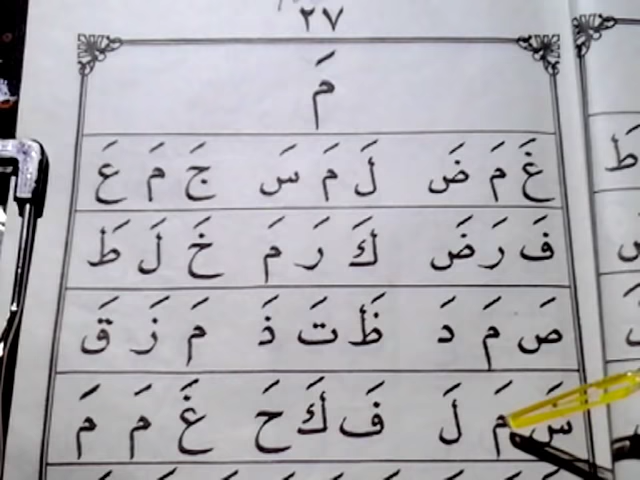 ٢٧
مَ
غَ مَ ضَ لَ مَ سَ جَ مَ عَ
فَ رَ ضَ كَ رَ مَ خَ لَ طَ
صَ مَ دَ ظَ تَ ذَ مَ زَ قَ
مَ لَ فَ كَ حَ غَ مَ مَ